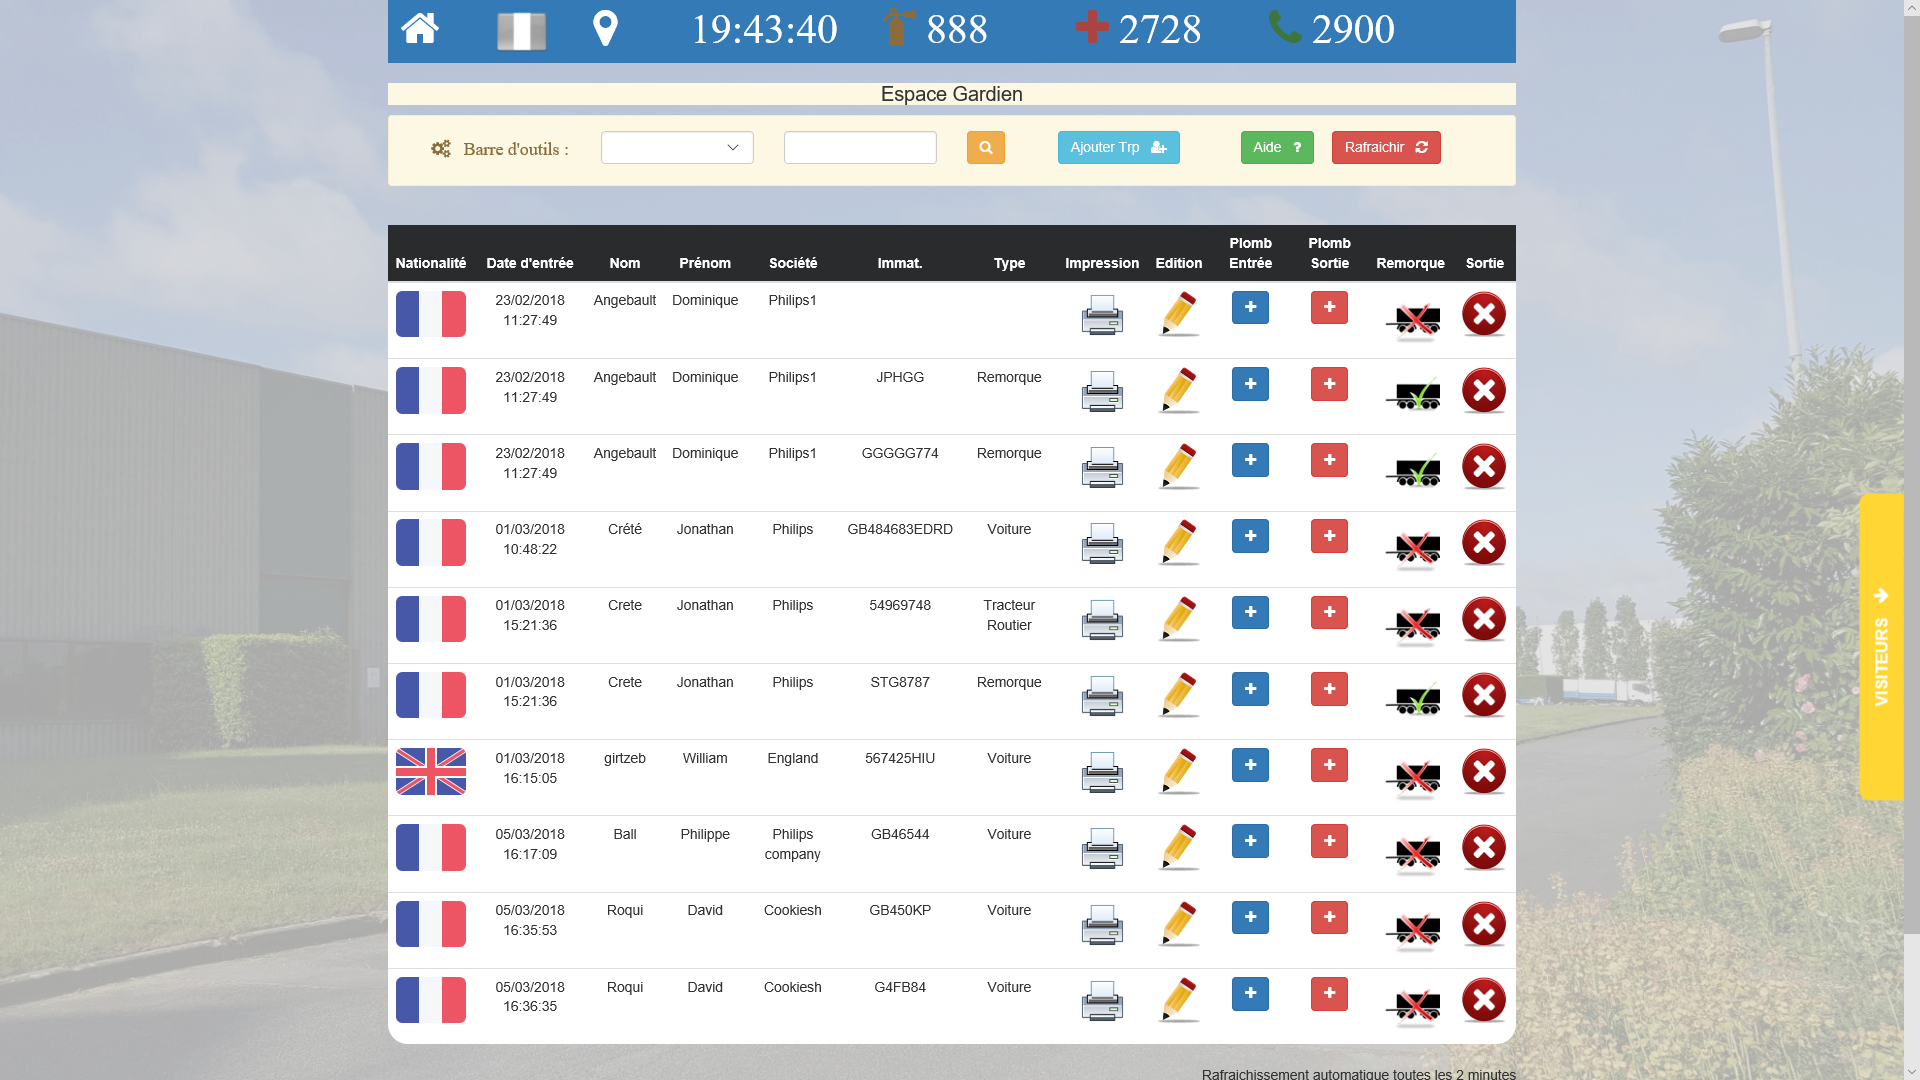 19:43:40 888 2728 2900
Espace Gardien
Barre d'outils : Ajouter Trp Aide ? Rafraichir
Nationalité Date d'entrée Nom Prénom Société Immat. Type Impression Edition Plomb Entrée Plomb Sortie Remorque Sortie
23/02/2018 Angebault Dominique Philips1
11:27:49
23/02/2018 Angebault Dominique Philips1 JPHGG Remorque
11:27:49
23/02/2018 Angebault Dominique Philips1 GGGGG774 Remorque
11:27:49
01/03/2018 Crété Jonathan Philips GB484683EDRD Voiture
10:48:22
01/03/2018 Crete Jonathan Philips 54969748 Tracteur
15:21:36 Routier
01/03/2018 Crete Jonathan Philips STG8787 Remorque
15:21:36
01/03/2018 girtzeb William England 567425HIU Voiture
16:15:05
05/03/2018 Ball Philippe Philips GB46544 Voiture
16:17:09 company
05/03/2018 Roqui David Cookiesh GB450KP Voiture
16:35:53
05/03/2018 Roqui David Cookiesh G4FB84 Voiture
16:36:35
Rafraichissement automatique toutes les 2 minutes
VISITEURS